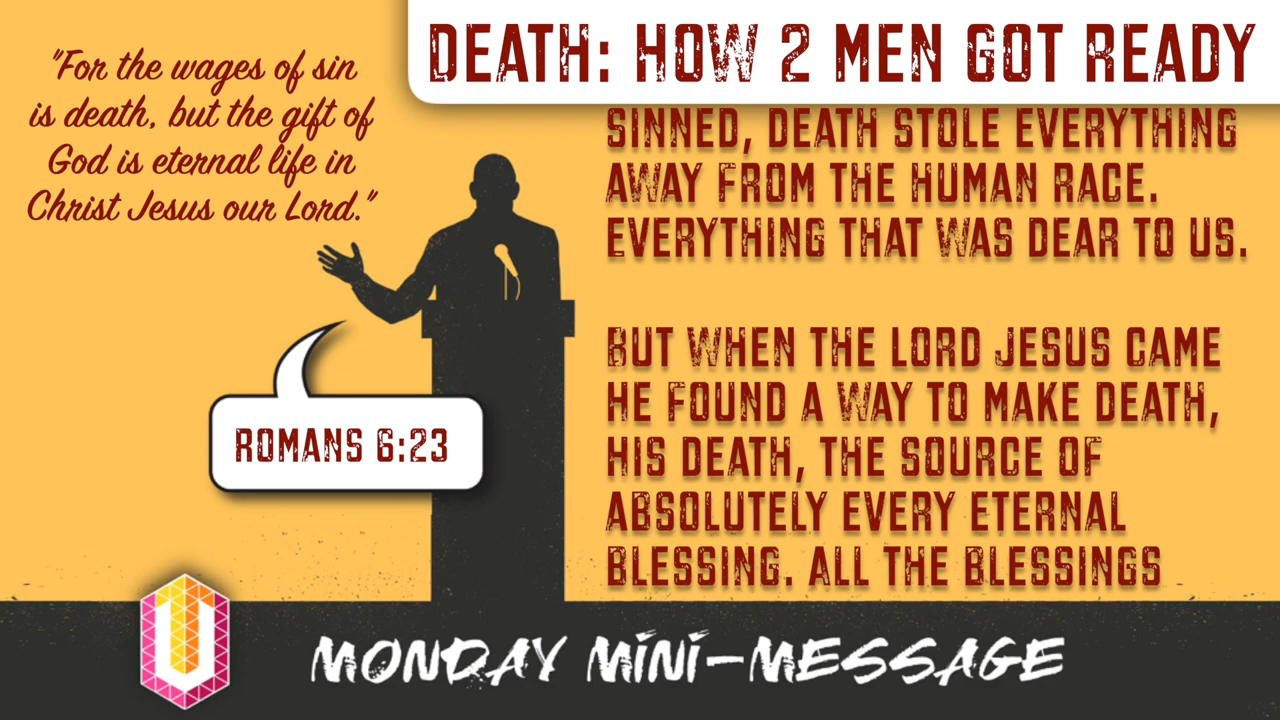 DEATH: HOW 2 MEN GOT READY
"For the wages of sin
is death, but the gift of
God is eternal life in
Christ Jesus our Lord."
SINNED, DEATH STOLE EVERYTHING
AWAY FROM THE HUMAN RACE.
EVERYTHING THAT WAS DEAR TO US.
BUT WHEN THE LORD JESUS CAME
HE FOUND A WAY TO MAKE DEATH,
HIS DEATH, THE SOURCE OF
ABSOLUTELY EVERY ETERNAL
BLESSING. ALL THE BLESSINGS
ROMANS 6:23
U
MONDAY MINI-MESSAGE